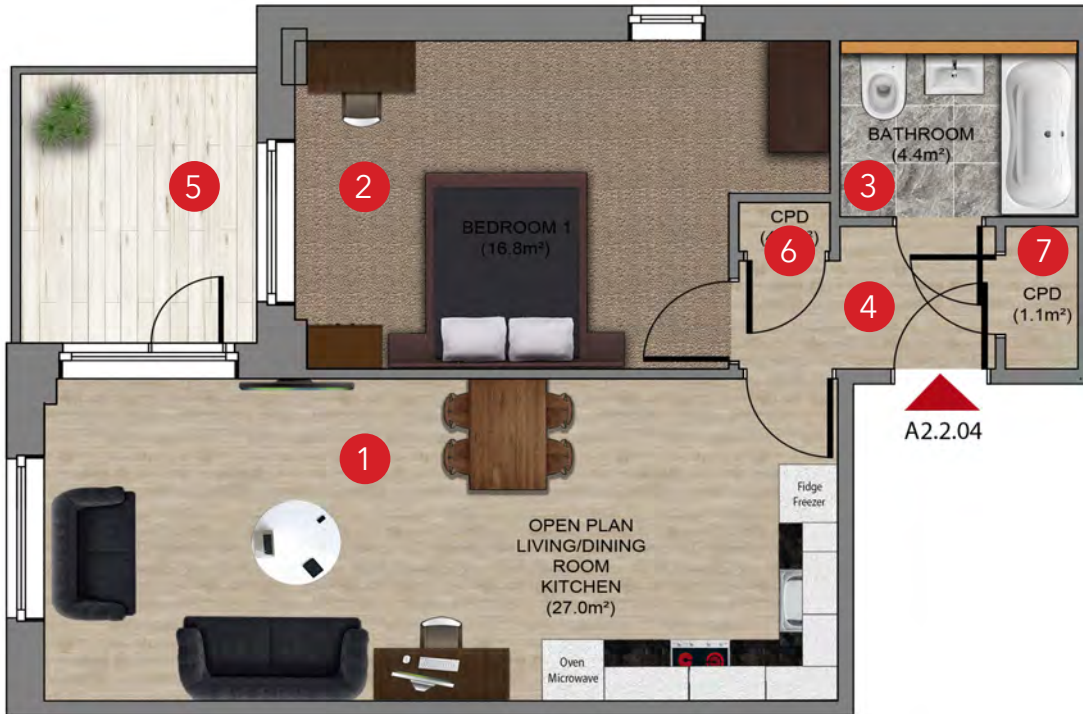 5
2
BEDROOM 1
(16.8m²)
BATHROOM
(4.4m²)
3
CPD
6
4
7
CPD
(1.1m²)
A2.2.04
1
OPEN PLAN
LIVING/DINING
ROOM
KITCHEN
(27.0m²)
Fidge
Freezer
Oven
Microwave